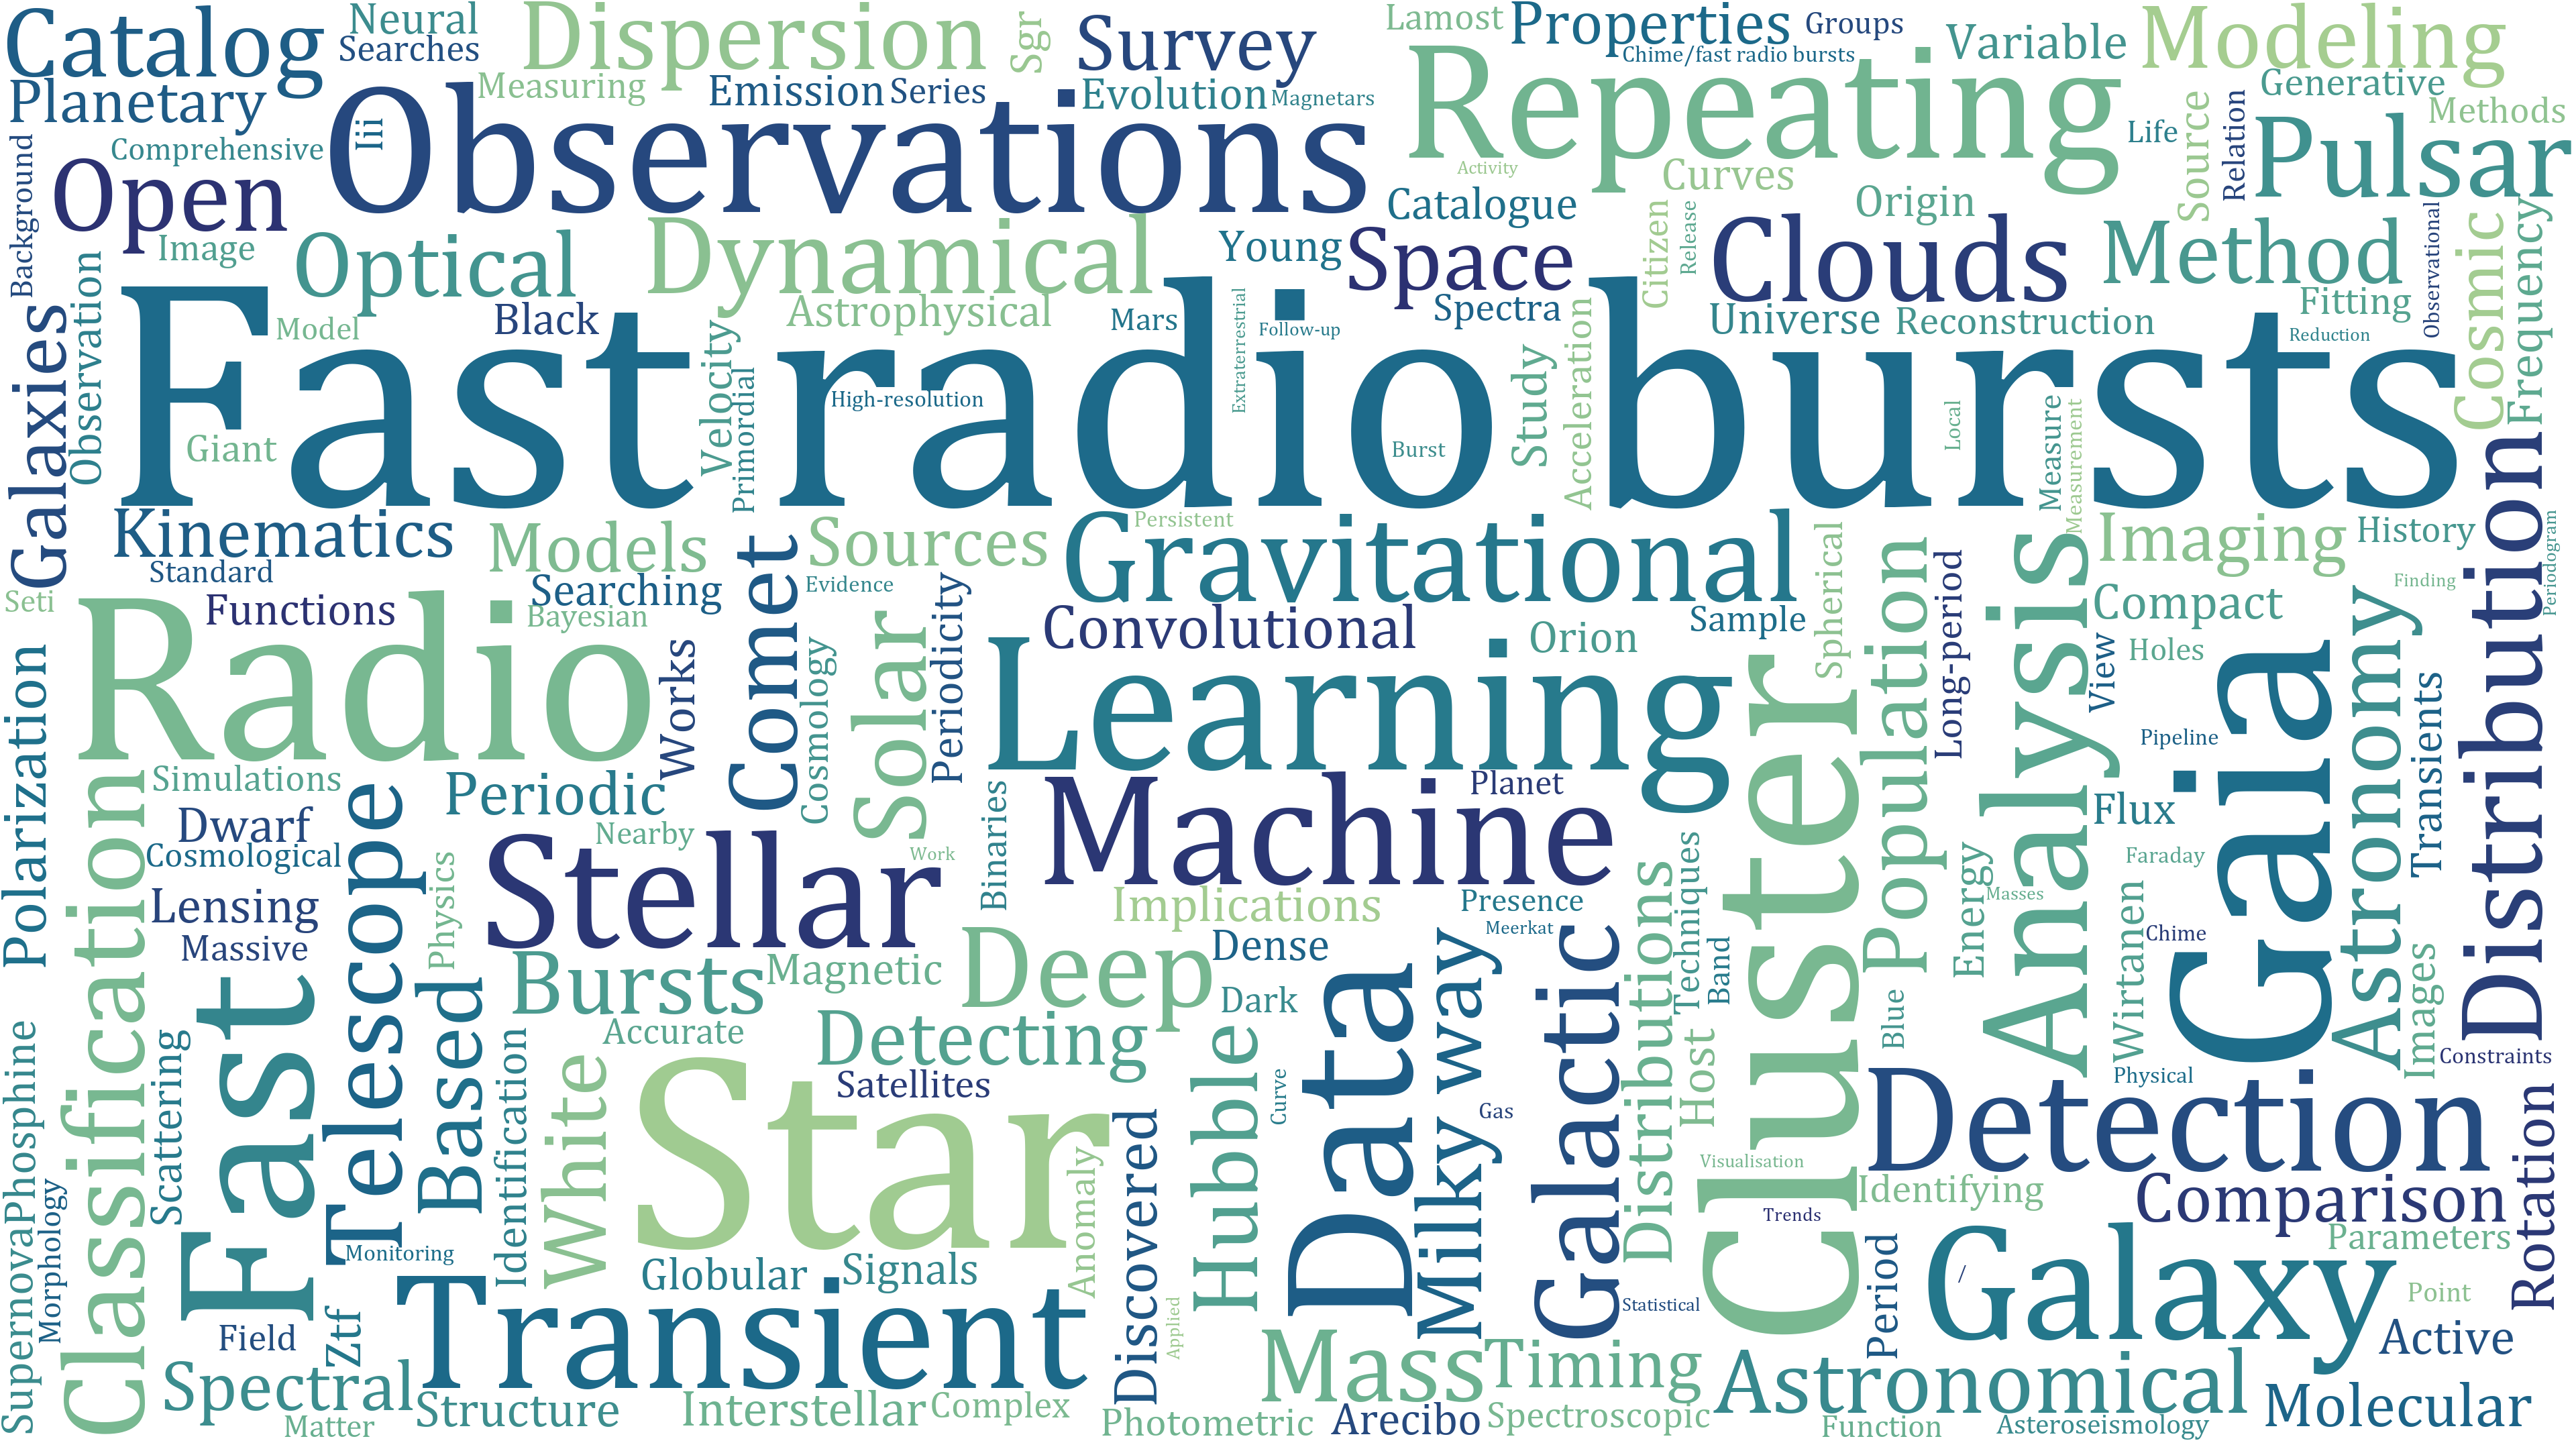 Catalog
Neural
Searches
Dispersion
Sgr
Survey
Lamost
Properties
Groups
Chime/fast radio bursts
Variable
Modeling
Planetary
Measuring
Emission
Series
Evolution
Magnetars
Repeating
Generative
Methods
Source
Relation
Life
Pulsar
Comprehensive
Iii
Observations
Activity
Curves
Background
Open
Catalogue
Origin
Image
Optical
Dynamical
Young
Space
Citizen
Release
Clouds
Method
Observational
Cosmic
Frequency
Galaxies
Observation
Model
Black
Astrophysical
Mars
Extraterrestrial
Follow-up
Spectra
Universe
Reconstruction
Fitting
Reduction
Fast radio bursts
Giant
Velocity
Primordial
High-resolution
Burst
Study
Acceleration
Local
Measure
Measurement
Kinematics
Models
Comet
Sources
Persistent
Gravitational
Spherical
Population
Long-period
Analysis
Imaging
History
Distribution
Periodogram
Standard
Searching
Evidence
Finding
Seti
Functions
Bayesian
Periodicity
Convolutional
Orion
Sample
Compact
Radio
Works
Cosmology
Solar
Learning
View
Holes
Gaia
Astronomy
Polarization
Transients
Pipeline
Simulations
Classification
Telescope
Periodic
Binaries
Machine
Planet
Cluster
Flux
Dwarf
Nearby
Stellar
Work
Cosmological
Physics
Energy
Faraday
Lensing
Implications
Presence
Distributions
Techniques
Masses
Wirtanen
Massive
Meerkat
Chime
Fast
Based
Bursts
Magnetic
Deep
Dense
Milky way
Galactic
Band
Images
Data
Dark
Blue
Supernova
Phosphine
Scattering
Identification
White
Accurate
Detecting
Hubble
Host
Constraints
Star
Satellites
Curve
Physical
Detection
Rotation
Gas
Morphology
Anomaly
Discovered
Visualisation
Identifying
Comparison
Trends
Monitoring
Globular
Signals
Period
Galaxy
/
Parameters
Ztf
Transient
Applied
Statistical
Point
Field
Active
Spectral
Mass
Timing
Astronomical
Structure
Interstellar
Complex
Photometric
Arecibo
Spectroscopic
Function
Asteroseismology
Molecular
Matter